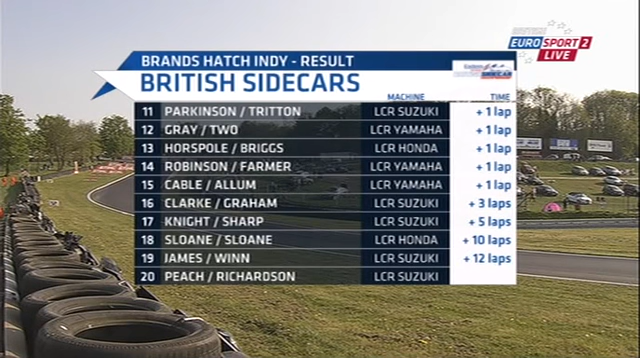 BRITISH
EUROSPORT 2
LIVE
BRANDS HATCH INDY - RESULT
BRITISH SIDECARS
MACHINE TIME
11 PARKINSON / TRITTON LCR SUZUKI + 1 lap
12 GRAY / TWO LCR YAMAHA + 1 lap
13 HORSPOLE / BRIGGS LCR HONDA + 1 lap
14 ROBINSON / FARMER LCR YAMAHA + 1 lap
15 CABLE / ALLUM LCR YAMAHA + 1 lap
16 CLARKE / GRAHAM LCR SUZUKI + 3 laps
17 KNIGHT / SHARP LCR SUZUKI + 5 laps
18 SLOANE / SLOANE LCR HONDA + 10 laps
19 JAMES / WINN LCR SUZUKI + 12 laps
20 PEACH / RICHARDSON LCR SUZUKI